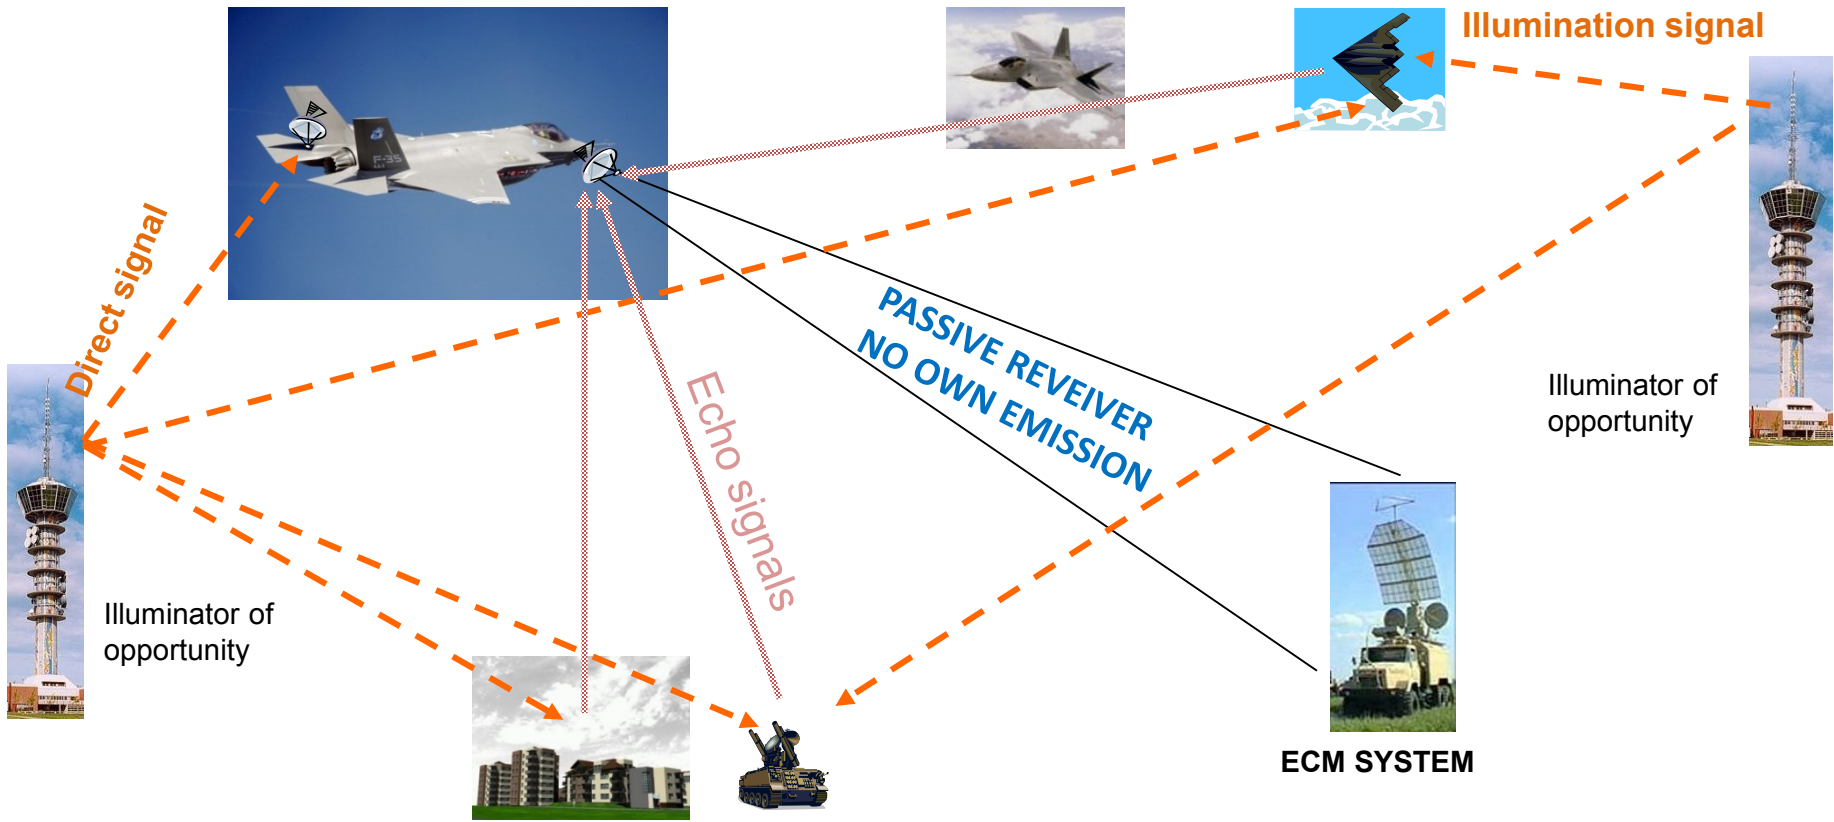 Illumination signal
F-35
Direct signal
PASSIVE REVEIVER
NO OWN EMISSION
Echo signals
Illuminator of
opportunity
Illuminator of
opportunity
ECM SYSTEM